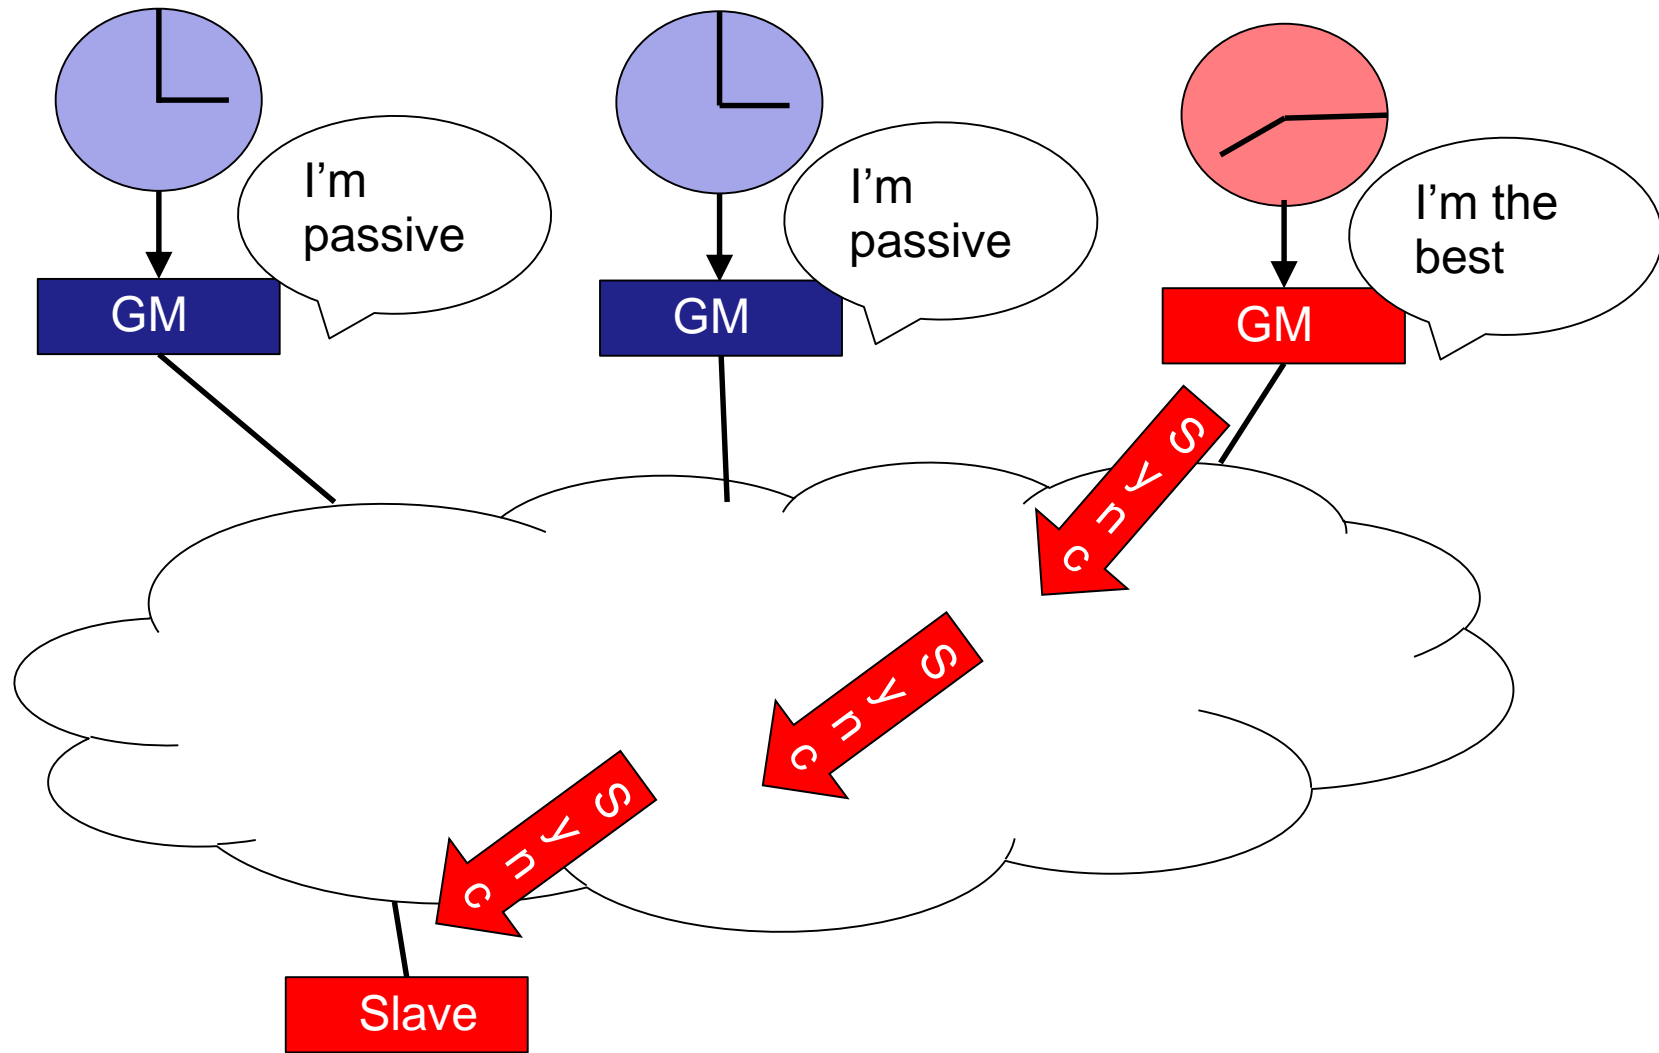 I’m
passive
I’m
passive
I’m the
best
GM
GM
GM
Sync
Sync
Sync
Slave